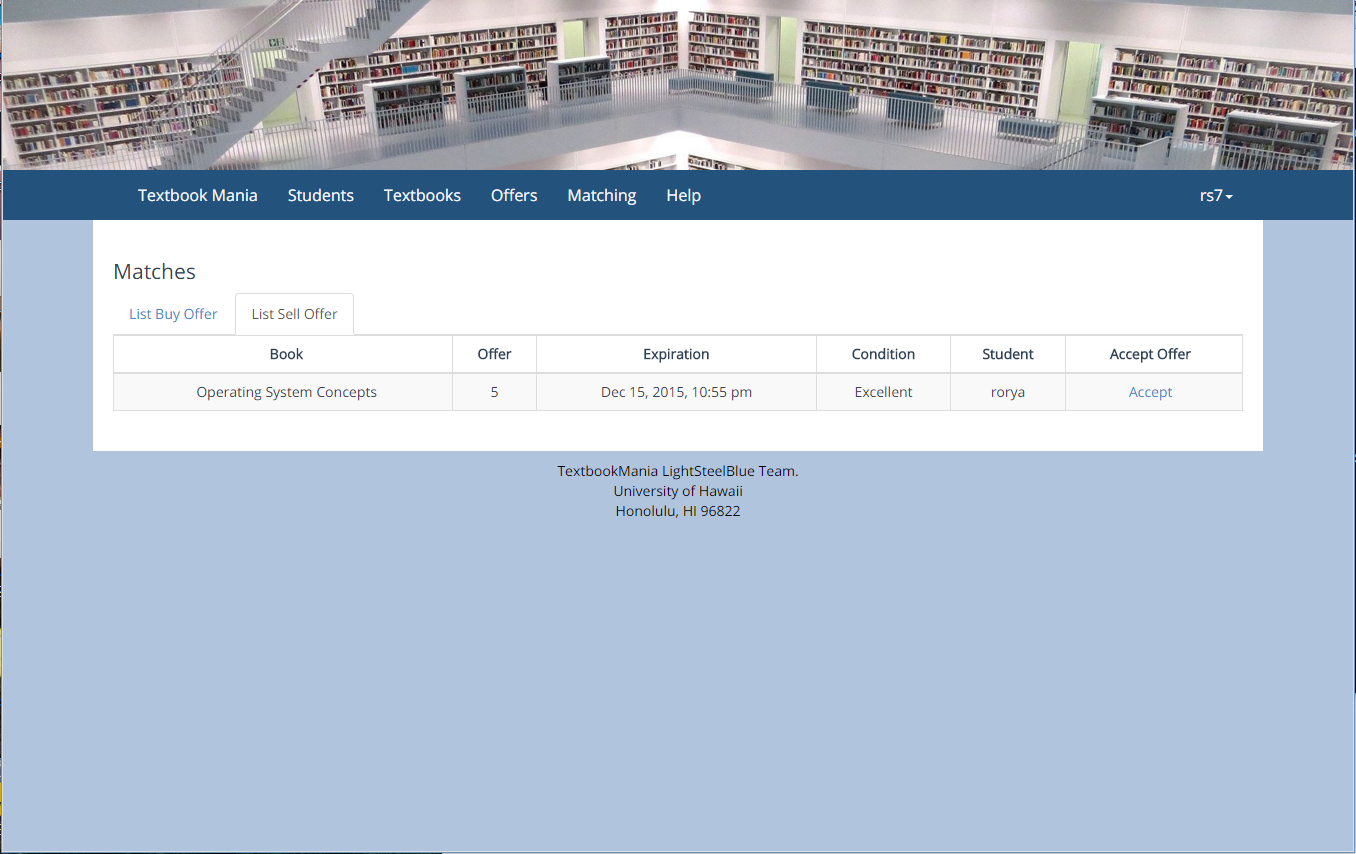 Textbook Mania Students Textbooks Offers Matching Help rs7
Matches
List Buy Offer List Sell Offer
Book Offer Expiration Condition Student Accept Offer
Operating System Concepts 5 Dec 15, 2015, 10:55 pm Excellent rorya Accept
TextbookMania LightSteelBlue Team.
University of Hawaii
Honolulu, HI 96822